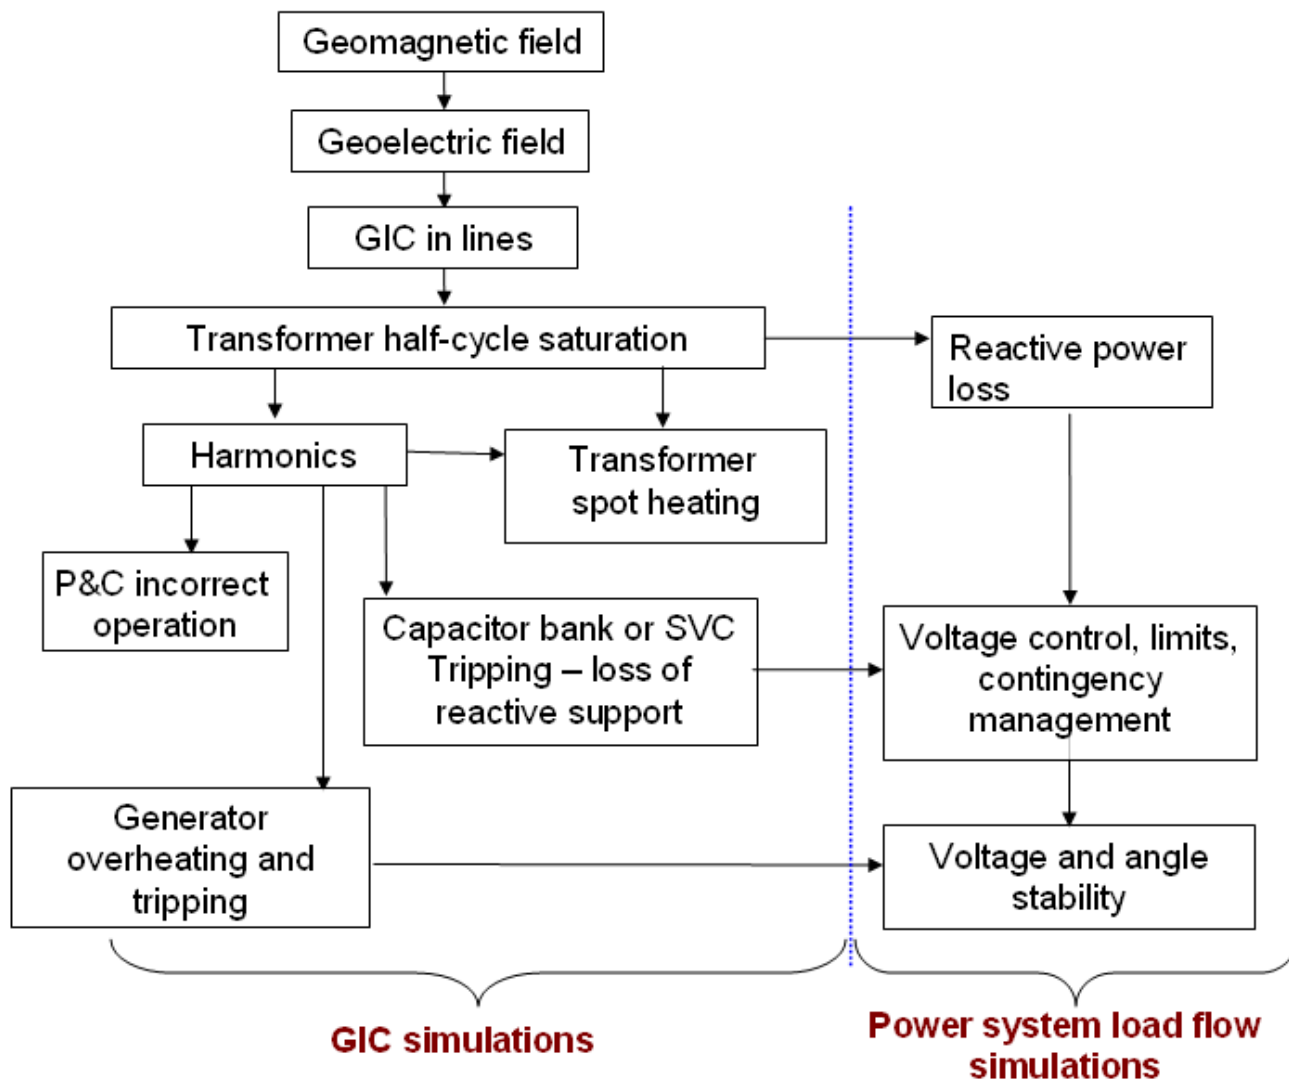 Geomagnetic field
Geoelectric field
GIC in lines
Transformer half-cycle saturation
Reactive power
loss
Harmonics
Transformer
spot heating
P&C incorrect
operation
Capacitor bank or SVC
Tripping – loss of
reactive support
Voltage control, limits,
contingency
management
Generator
overheating and
tripping
Voltage and angle
stability
GIC simulations
Power system load flow
simulations